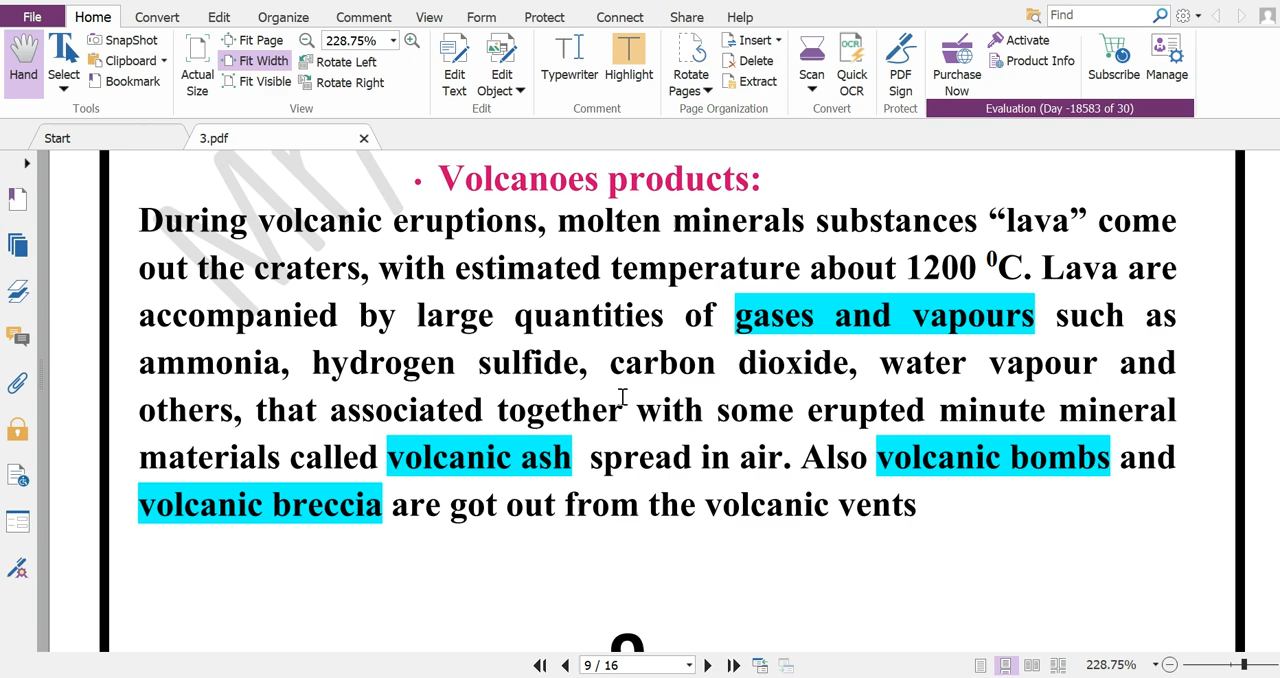 File Home Convert Edit Organize Comment View Form Protect Connect Share Help Find
Hand
Select
SnapShot
Clipboard
Bookmark
Tools
Actual Size
Fit Page
Fit Width
Fit Visible
228.75%
Rotate Left
Rotate Right
View
Edit Text
Edit Object
Edit
Typewriter
Highlight
Comment
Rotate Pages
Insert
Delete
Extract
Page Organization
Scan
Quick OCR
Convert
PDF Sign
Protect
Purchase Now
Activate
Product Info
Evaluation (Day -18583 of 30)
Subscribe
Manage
Start 3.pdf
• Volcanoes products:
During volcanic eruptions, molten minerals substances “lava” come
out the craters, with estimated temperature about 1200 ⁰C. Lava are
accompanied by large quantities of gases and vapours such as
ammonia, hydrogen sulfide, carbon dioxide, water vapour and
others, that associated together with some erupted minute mineral
materials called volcanic ash spread in air. Also volcanic bombs and
volcanic breccia are got out from the volcanic vents
9 / 16 228.75%